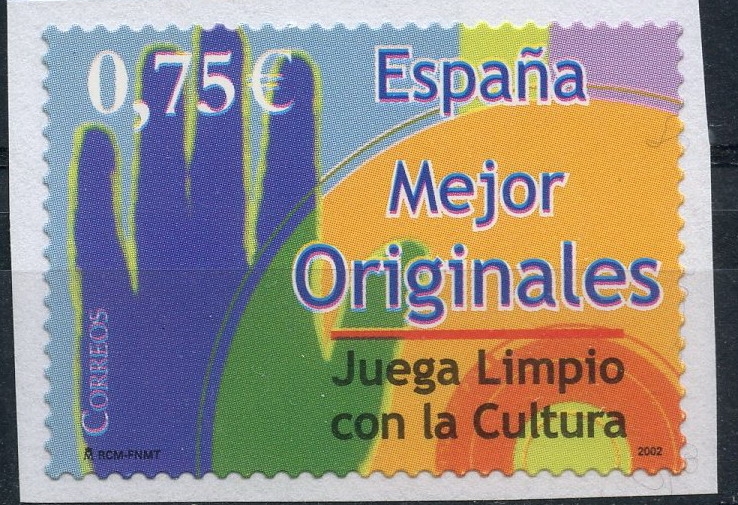 0,75€
España
Mejor
Originales
Juega Limpio
con la Cultura
CORREOS
RCM-FNMT
2002